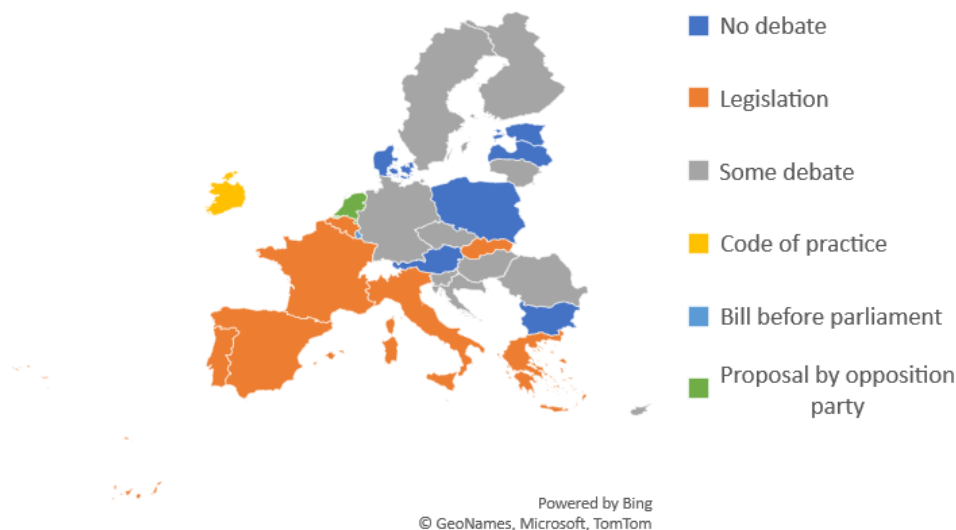 No debate
Legislation
Some debate
Code of practice
Bill before parliament
Proposal by opposition
party
Powered by Bing
© GeoNames, Microsoft, TomTom